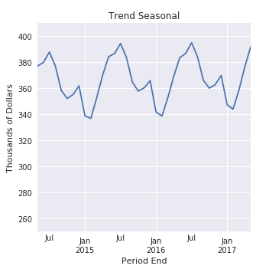 Trend Seasonal
Thousands of Dollars
400
380
360
340
320
300
280
260
Jul
Jan
2015
Jul
Jan
2016
Jul
Jan
2017
Period End